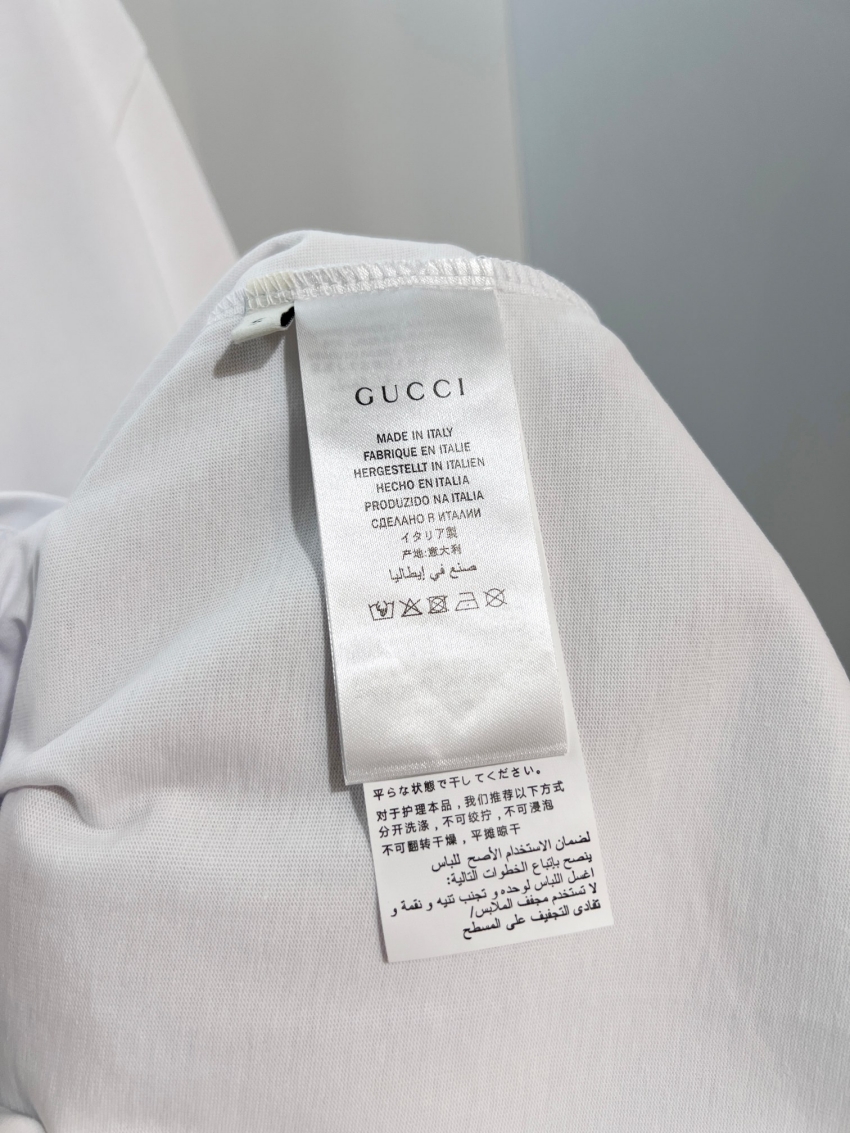 GUCCI
MADE IN ITALY
FABRIQUE EN ITALIE
HERGESTELLT IN ITALIEN
HECHO EN ITALIA
PRODUZIDO NA ITALIA
СДЕЛАНО В ИТАЛИИ
イタリア製
产地:意大利
صنع في إيطاليا
平らな状態で干してください。
对于护理本品，我们推荐以下方式
分开洗涤，不可绞拧，不可浸泡
不可翻转干燥，平摊晾干
لضمان الاستخدام الأصح للباس
ينصح بإتباع الخطوات التالية:
اغسل اللباس لوحده و تجنب تنيه و نقمة و
لا تستخدم مجفف الملابس/
تفادى التجفيف على المسطح